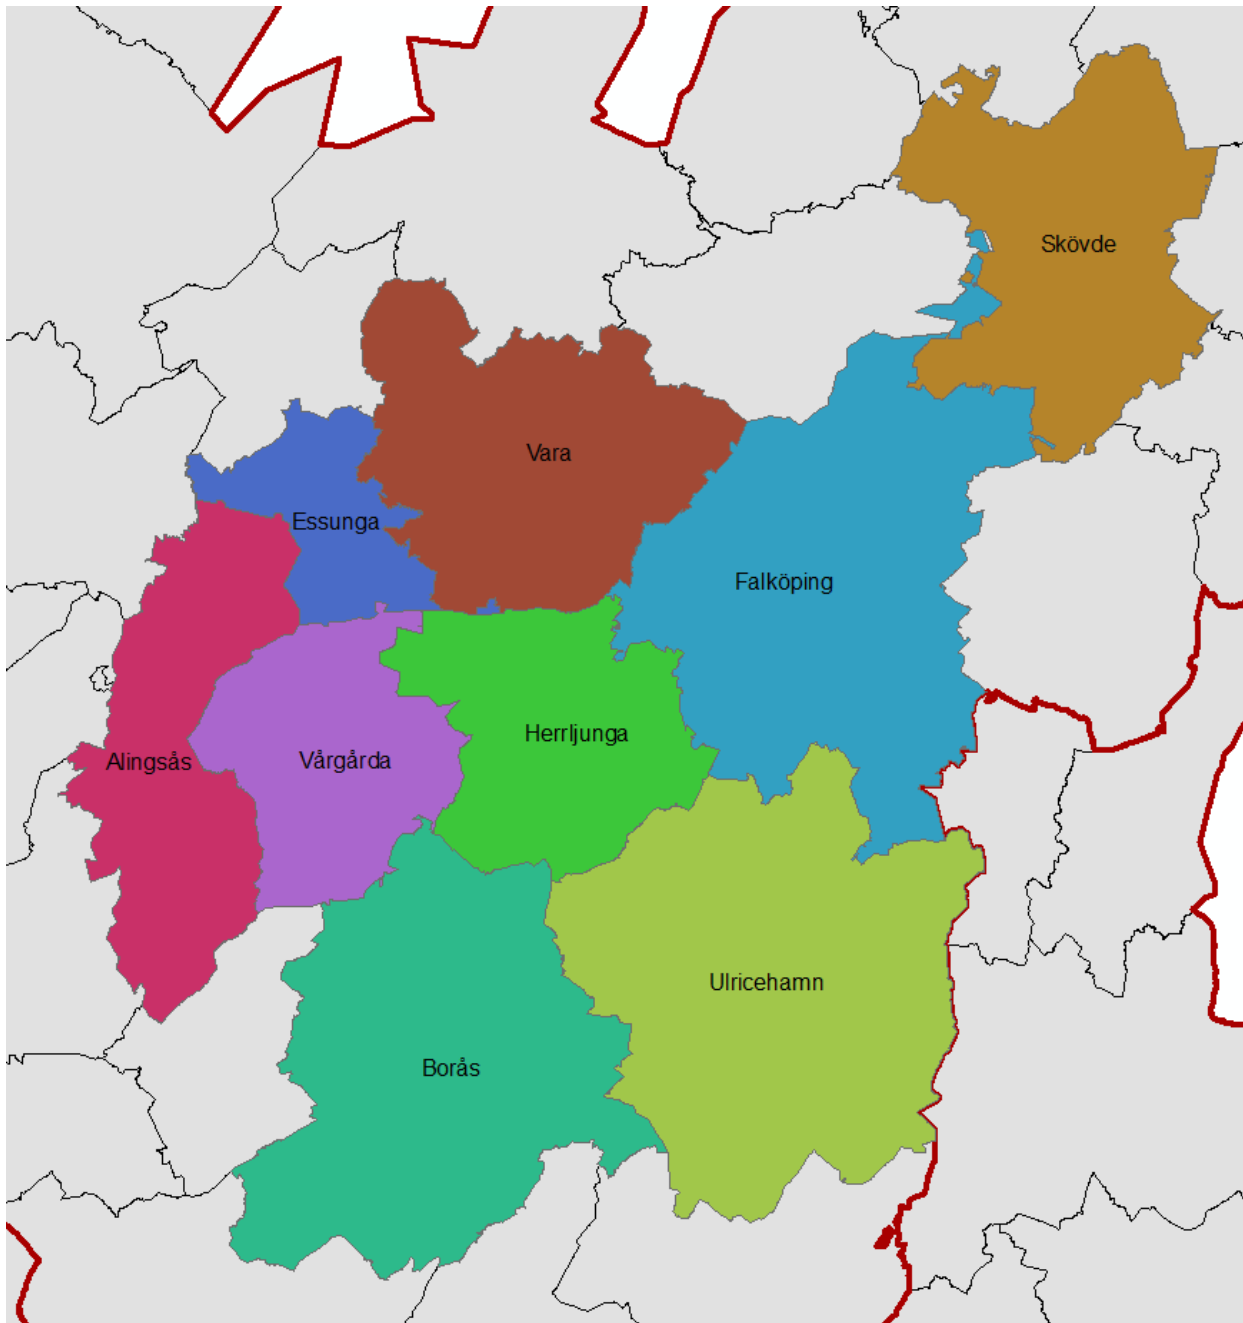 Skövde
Vara
Essunga
Falköping
Herrljunga
Vårgårda
Alingsås
Ulricehamn
Borås